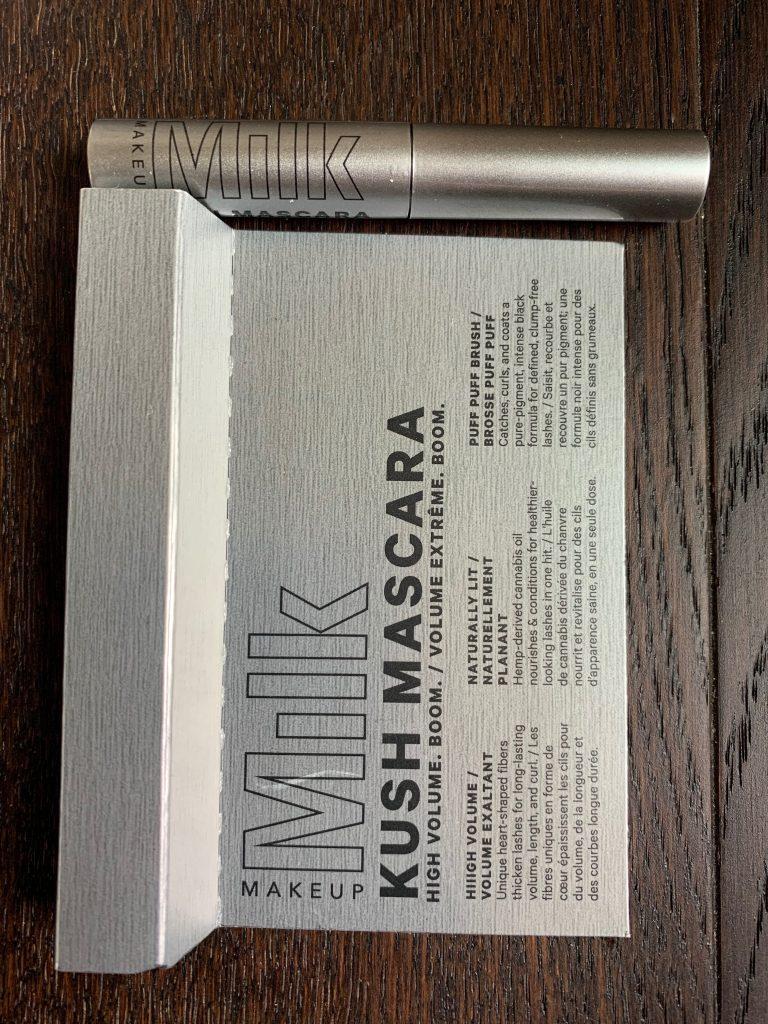 MAKEUP
Milk
MASCARA
MAKEUP
Milk
KUSH MASCARA
HIGH VOLUME. BOOM. / VOLUME EXTRÊME. BOOM.
HIIIGH VOLUME /
VOLUME EXALTANT
Unique heart-shaped fibers
thicken lashes for long-lasting
volume, length, and curl. / Les
fibres uniques en forme de
cœur épaississent les cils pour
du volume, de la longueur et
des courbes longue durée.
NATURALLY LIT /
NATURELLEMENT
PLANANT
Hemp-derived cannabis oil
nourishes & conditions for healthier-
looking lashes in one hit. / L'huile
de cannabis dérivée du chanvre
nourrit et revitalise pour des cils
d'apparence saine, en une seule dose.
PUFF PUFF BRUSH /
BROSSE PUFF PUFF
Catches, curls, and coats a
pure-pigment, intense black
formula for defined, clump-free
lashes. / Saisit, recourbe et
recouvre un pur pigment; une
formule noir intense pour des
cils définis sans grumeaux.